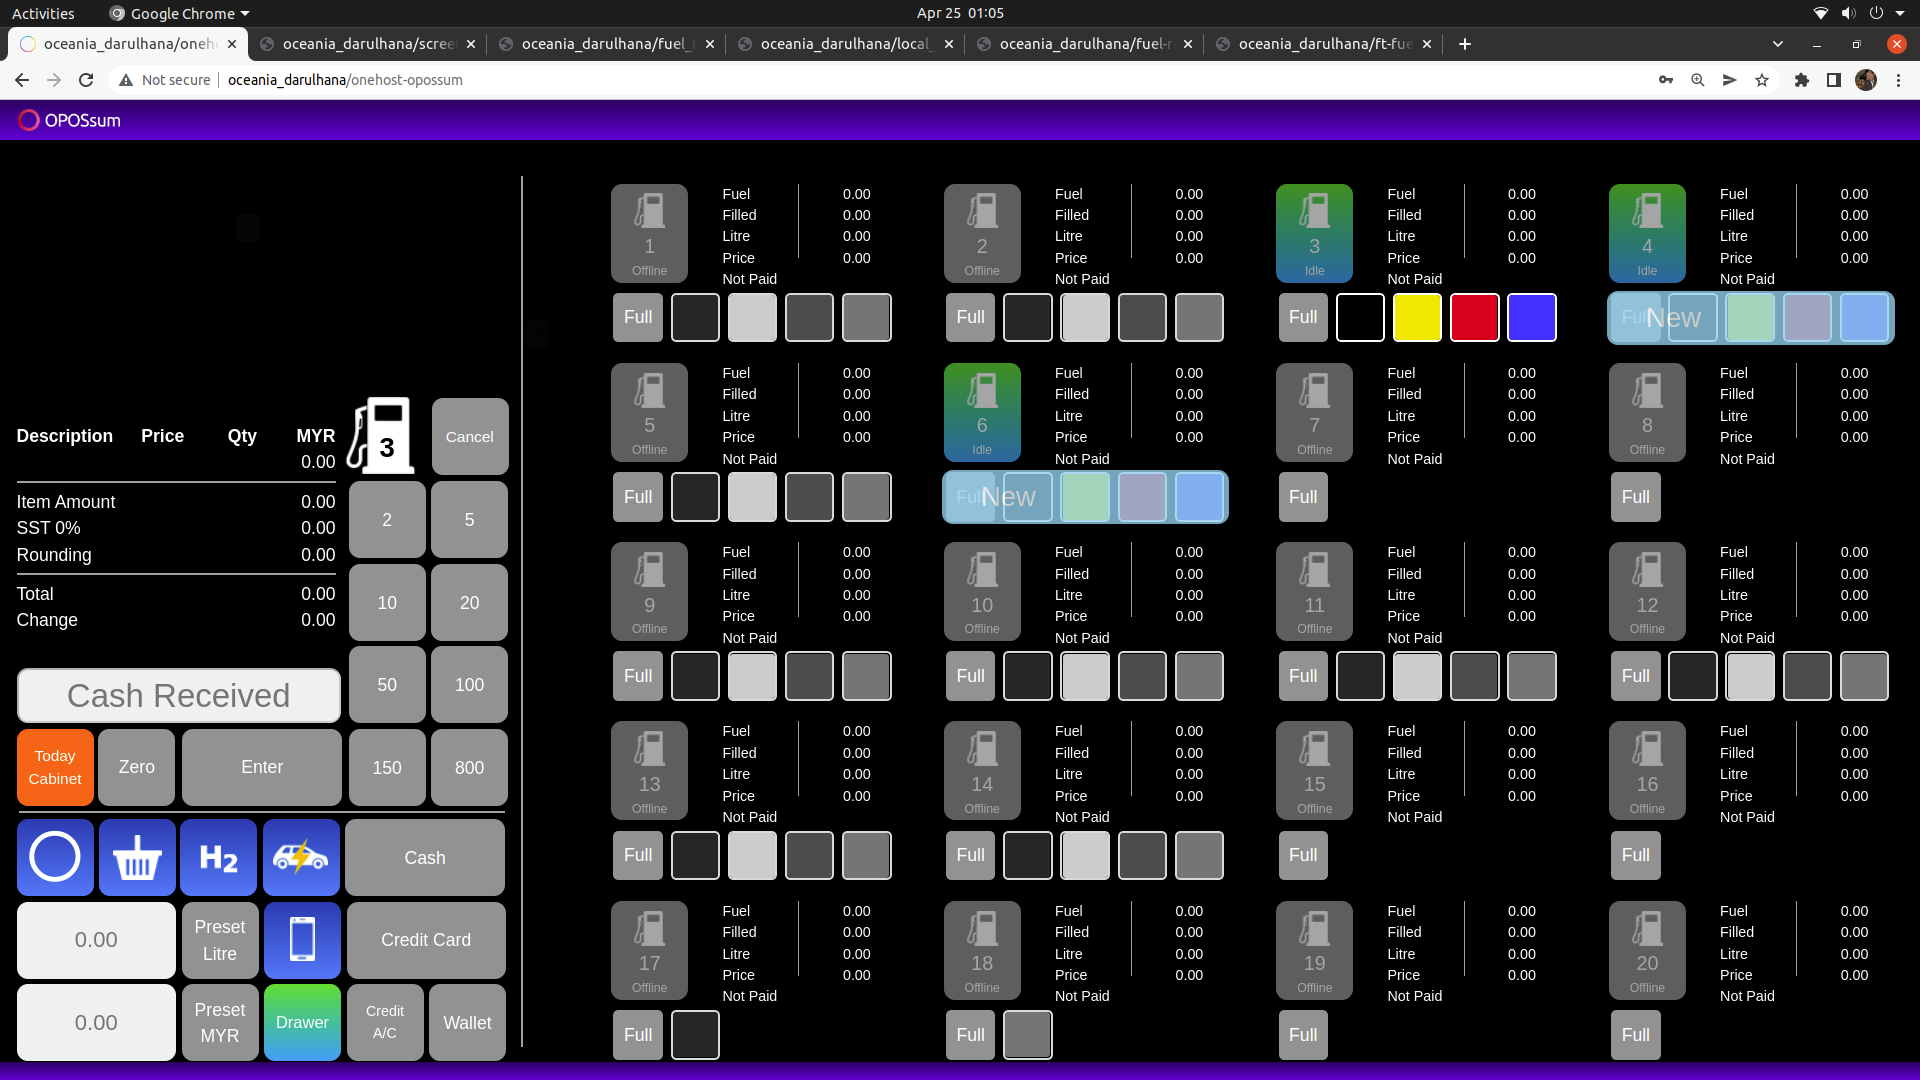 Activities
Google Chrome
Apr 25 01:05
oceania_darulhana/oneh
oceania_darulhana/scree
oceania_darulhana/fuel_
oceania_darulhana/local_
oceania_darulhana/fuel-
oceania_darulhana/ft-fue
Not secure
oceania_darulhana/onehost-opossum
OPOSsum
Description Price Qty MYR
0.00
Item Amount 0.00
SST 0% 0.00
Rounding 0.00
Total 0.00
Change 0.00
3
Cancel
2 5
10 20
50 100
Cash Received
Today Cabinet
Zero
Enter
150 800
H2
Cash
0.00
Preset Litre
Credit Card
0.00
Preset MYR
Drawer
Credit A/C
Wallet
1 Offline
Fuel 0.00
Filled 0.00
Litre 0.00
Price 0.00
Not Paid
Full
2 Offline
Fuel 0.00
Filled 0.00
Litre 0.00
Price 0.00
Not Paid
Full
3 Idle
Fuel 0.00
Filled 0.00
Litre 0.00
Price 0.00
Not Paid
Full
4 Idle
Fuel 0.00
Filled 0.00
Litre 0.00
Price 0.00
Not Paid
Full New
5 Offline
Fuel 0.00
Filled 0.00
Litre 0.00
Price 0.00
Not Paid
Full
6 Idle
Fuel 0.00
Filled 0.00
Litre 0.00
Price 0.00
Not Paid
Full New
7 Offline
Fuel 0.00
Filled 0.00
Litre 0.00
Price 0.00
Not Paid
Full
8 Offline
Fuel 0.00
Filled 0.00
Litre 0.00
Price 0.00
Not Paid
Full
9 Offline
Fuel 0.00
Filled 0.00
Litre 0.00
Price 0.00
Not Paid
Full
10 Offline
Fuel 0.00
Filled 0.00
Litre 0.00
Price 0.00
Not Paid
Full
11 Offline
Fuel 0.00
Filled 0.00
Litre 0.00
Price 0.00
Not Paid
Full
12 Offline
Fuel 0.00
Filled 0.00
Litre 0.00
Price 0.00
Not Paid
Full
13 Offline
Fuel 0.00
Filled 0.00
Litre 0.00
Price 0.00
Not Paid
Full
14 Offline
Fuel 0.00
Filled 0.00
Litre 0.00
Price 0.00
Not Paid
Full
15 Offline
Fuel 0.00
Filled 0.00
Litre 0.00
Price 0.00
Not Paid
Full
16 Offline
Fuel 0.00
Filled 0.00
Litre 0.00
Price 0.00
Not Paid
Full
17 Offline
Fuel 0.00
Filled 0.00
Litre 0.00
Price 0.00
Not Paid
Full
18 Offline
Fuel 0.00
Filled 0.00
Litre 0.00
Price 0.00
Not Paid
Full
19 Offline
Fuel 0.00
Filled 0.00
Litre 0.00
Price 0.00
Not Paid
Full
20 Offline
Fuel 0.00
Filled 0.00
Litre 0.00
Price 0.00
Not Paid
Full